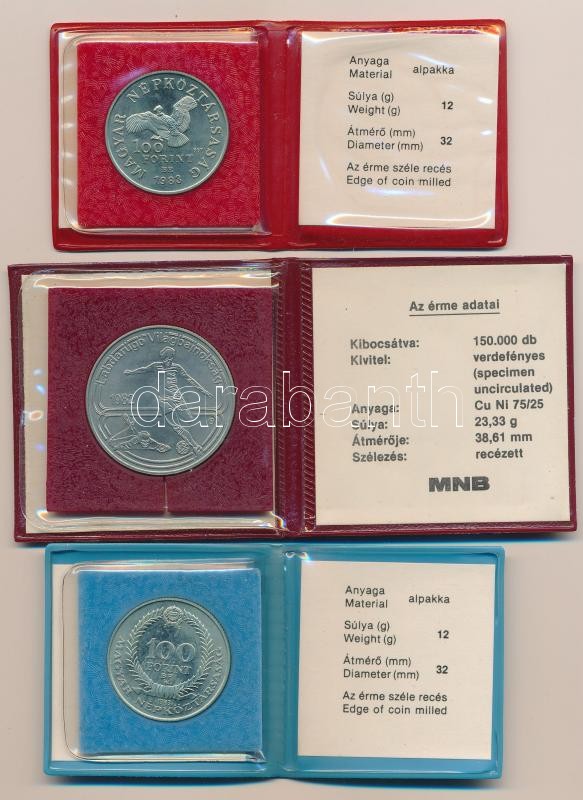 Anyaga alpakka
Material
Súlya (g) 12
Weight (g)
Átmérő (mm) 32
Diameter (mm)
Az érme széle recés
Edge of coin milled
MAGYAR NÉPKÖZTÁRSASÁG
100
FORINT
BP
1983
Az érme adatai
Kibocsátva: 150.000 db
Kivitel: verdefényes
(specimen
uncirculated)
Anyaga: Cu Ni 75/25
Súlya: 23,33 g
Átmérője: 38,61 mm
Szélezés: recézett
MNB
Labdarúgó Világbajnokság
darabanth
Anyaga alpakka
Material
Súlya (g) 12
Weight (g)
Átmérő (mm) 32
Diameter (mm)
Az érme széle recés
Edge of coin milled
100
FORINT
BP
MAGYAR NÉPKÖZTÁRSASÁG